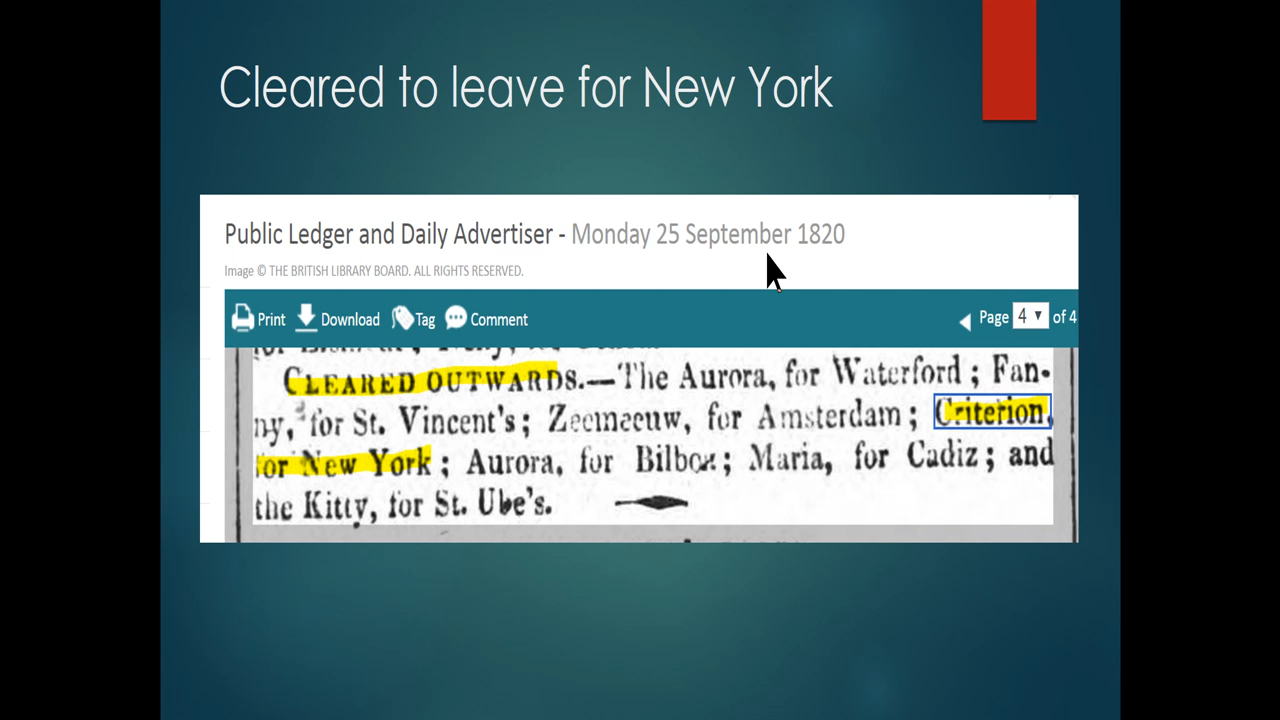 Cleared to leave for New York
Public Ledger and Daily Advertiser - Monday 25 September 1820
Image © THE BRITISH LIBRARY BOARD. ALL RIGHTS RESERVED.
Print Download Tag Comment Page 4 of 4
CLEARED OUTWARDS.—The Aurora, for Waterford; Fan-
ny, for St. Vincent's; Zeemeeuw, for Amsterdam; Criterion,
for New York; Aurora, for Bilboa; Maria, for Cadiz; and
the Kitty, for St. Ube's.